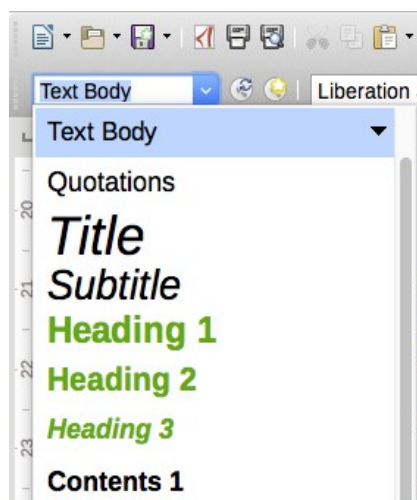 Text Body
Liberation
Text Body
Quotations
Title
Subtitle
Heading 1
Heading 2
Heading 3
Contents 1
20
21
22
23